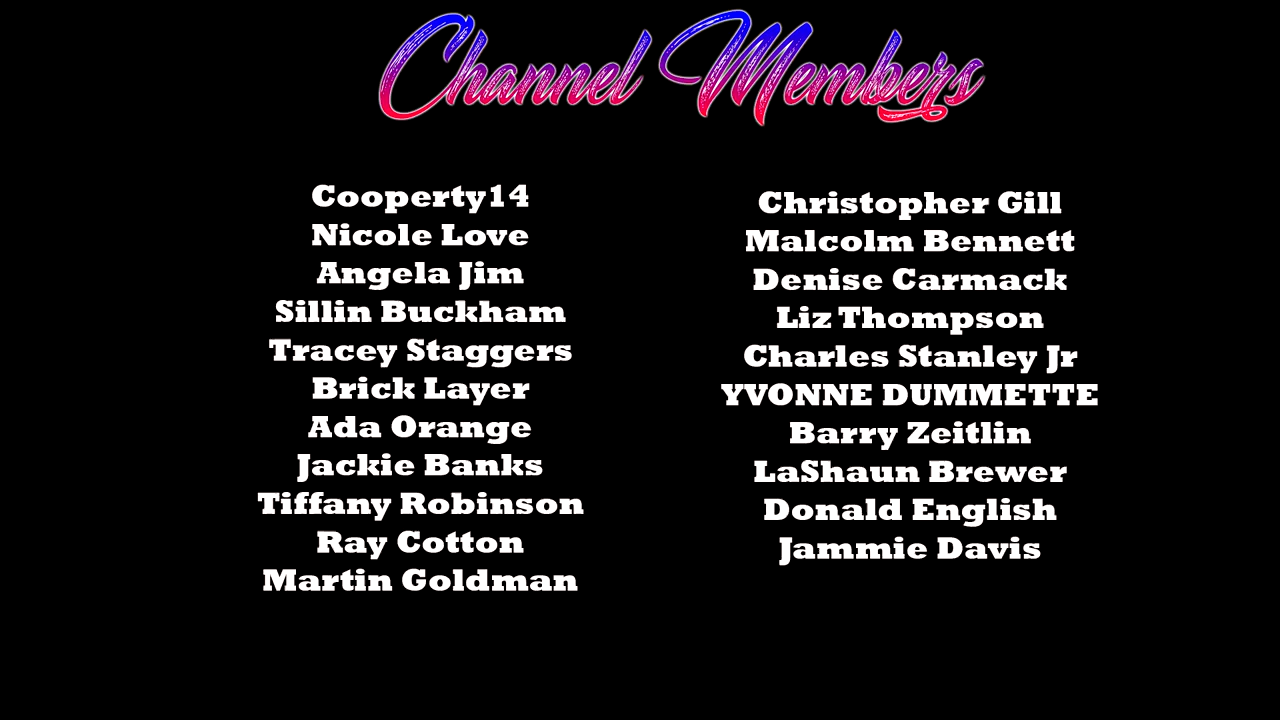 Channel Members
Cooperty14
Nicole Love
Angela Jim
Sillin Buckham
Tracey Staggers
Brick Layer
Ada Orange
Jackie Banks
Tiffany Robinson
Ray Cotton
Martin Goldman
Christopher Gill
Malcolm Bennett
Denise Carmack
Liz Thompson
Charles Stanley Jr
YVONNE DUMMETTE
Barry Zeitlin
LaShaun Brewer
Donald English
Jammie Davis